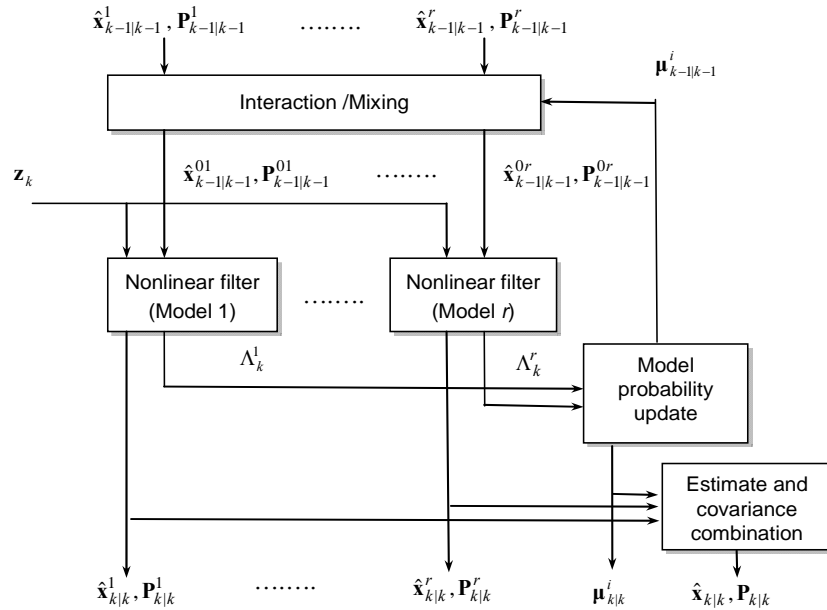 x̂¹ₖ₋₁|ₖ₋₁, P¹ₖ₋₁|ₖ₋₁ ........ x̂ʳₖ₋₁|ₖ₋₁, Pʳₖ₋₁|ₖ₋₁
μⁱₖ₋₁|ₖ₋₁
Interaction /Mixing
zₖ
x̂⁰¹ₖ₋₁|ₖ₋₁, P⁰¹ₖ₋₁|ₖ₋₁ ........ x̂⁰ʳₖ₋₁|ₖ₋₁, P⁰ʳₖ₋₁|ₖ₋₁
Nonlinear filter
(Model 1)
........
Nonlinear filter
(Model r)
Λ¹ₖ
Λʳₖ
Model
probability
update
Estimate and
covariance
combination
x̂¹ₖ|ₖ, P¹ₖ|ₖ ........ x̂ʳₖ|ₖ, Pʳₖ|ₖ μⁱₖ|ₖ x̂ₖ|ₖ, Pₖ|ₖ